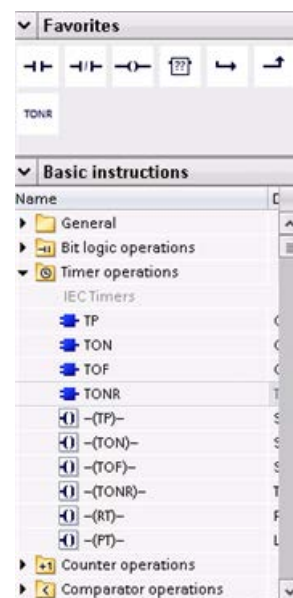 Favorites
??
TONR
Basic instructions
Name
General
Bit logic operations
Timer operations
IEC Timers
TP
TON
TOF
TONR
–(TP)–
–(TON)–
–(TOF)–
–(TONR)–
–(RT)–
–(PT)–
+1 Counter operations
Comparator operations